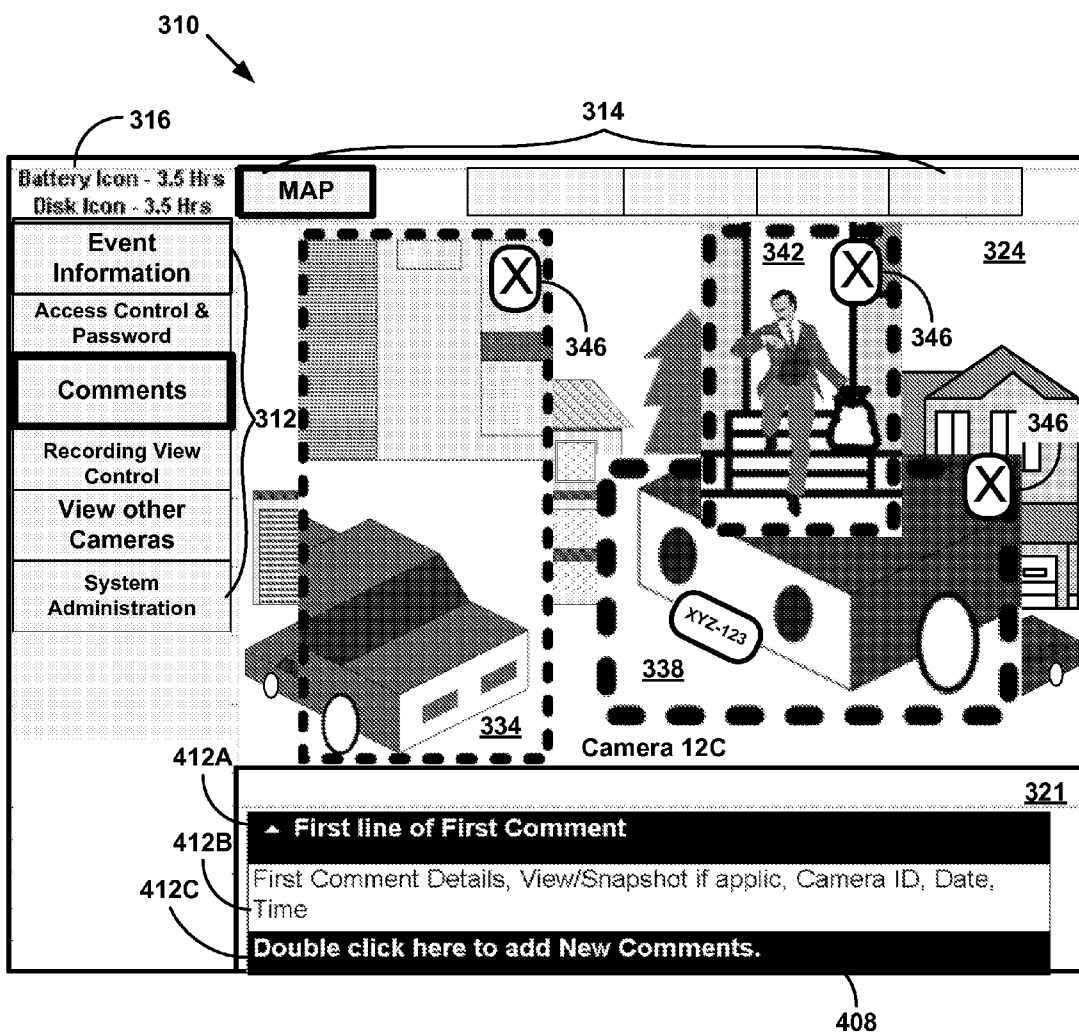 310
316
314
Battery Icon - 3.5 Hrs
Disk Icon - 3.5 Hrs
MAP
Event
Information
Access Control &
Password
Comments
312
Recording View
Control
View other
Cameras
System
Administration
342
X
324
X
346
346
346
X
XYZ-123
338
334
Camera 12C
412A
321
First line of First Comment
412B
First Comment Details, View/Snapshot if applic, Camera ID, Date,
Time
412C
Double click here to add New Comments.
408